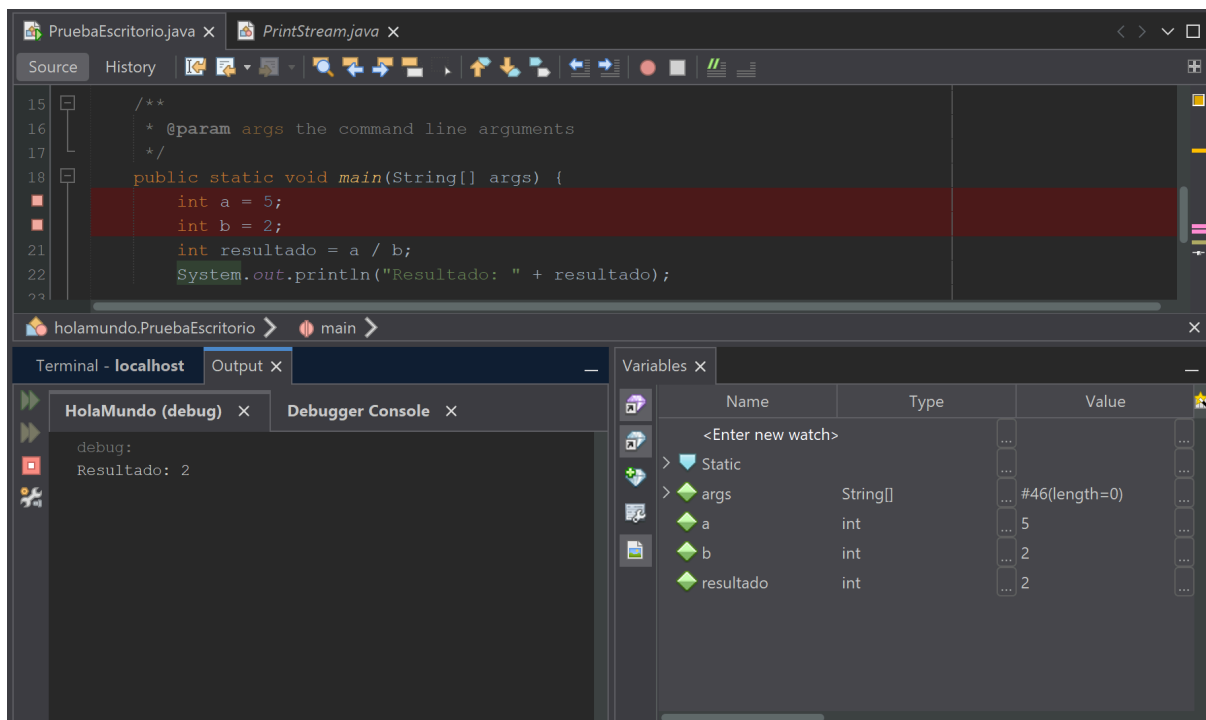 PruebaEscritorio.java PrintStream.java
Source History
15 /**
16 * @param args the command line arguments
17 */
18 public static void main(String[] args) {
int a = 5;
int b = 2;
21 int resultado = a / b;
22 System.out.println("Resultado: " + resultado);
23
holamundo.PruebaEscritorio main
Terminal - localhost Output
HolaMundo (debug) Debugger Console
debug:
Resultado: 2
Variables
Name Type Value
<Enter new watch> ... ...
Static ... ...
args String[] ... #46(length=0) ...
a int ... 5 ...
b int ... 2 ...
resultado int ... 2 ...